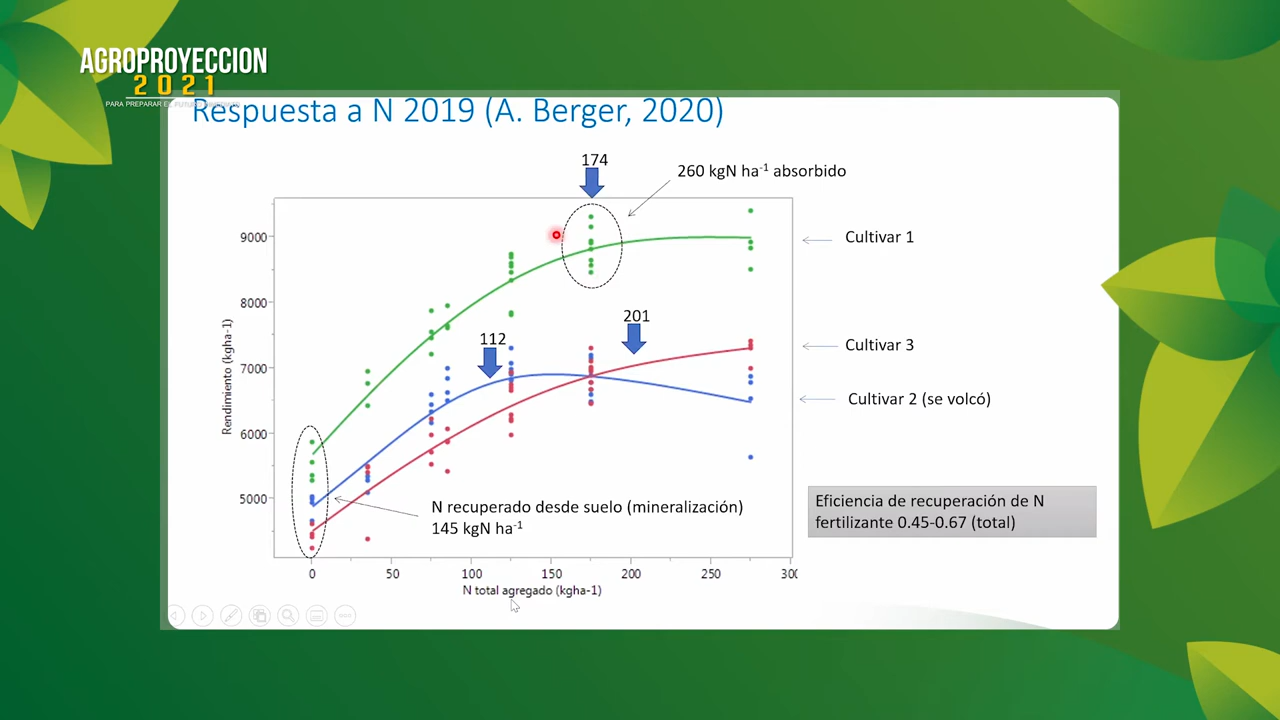 AGROPROYECCION
2021
Respuesta a N 2019 (A. Berger, 2020)
174
260 kgN ha-1 absorbido
9000
Cultivar 1
8000
201
112
Cultivar 3
7000
Cultivar 2 (se volcó)
Rendimiento (kgha-1)
6000
5000
N recuperado desde suelo (mineralización)
145 kgN ha-1
Eficiencia de recuperación de N
fertilizante 0.45-0.67 (total)
0 50 100 150 200 250
N total agregado (kgha-1)